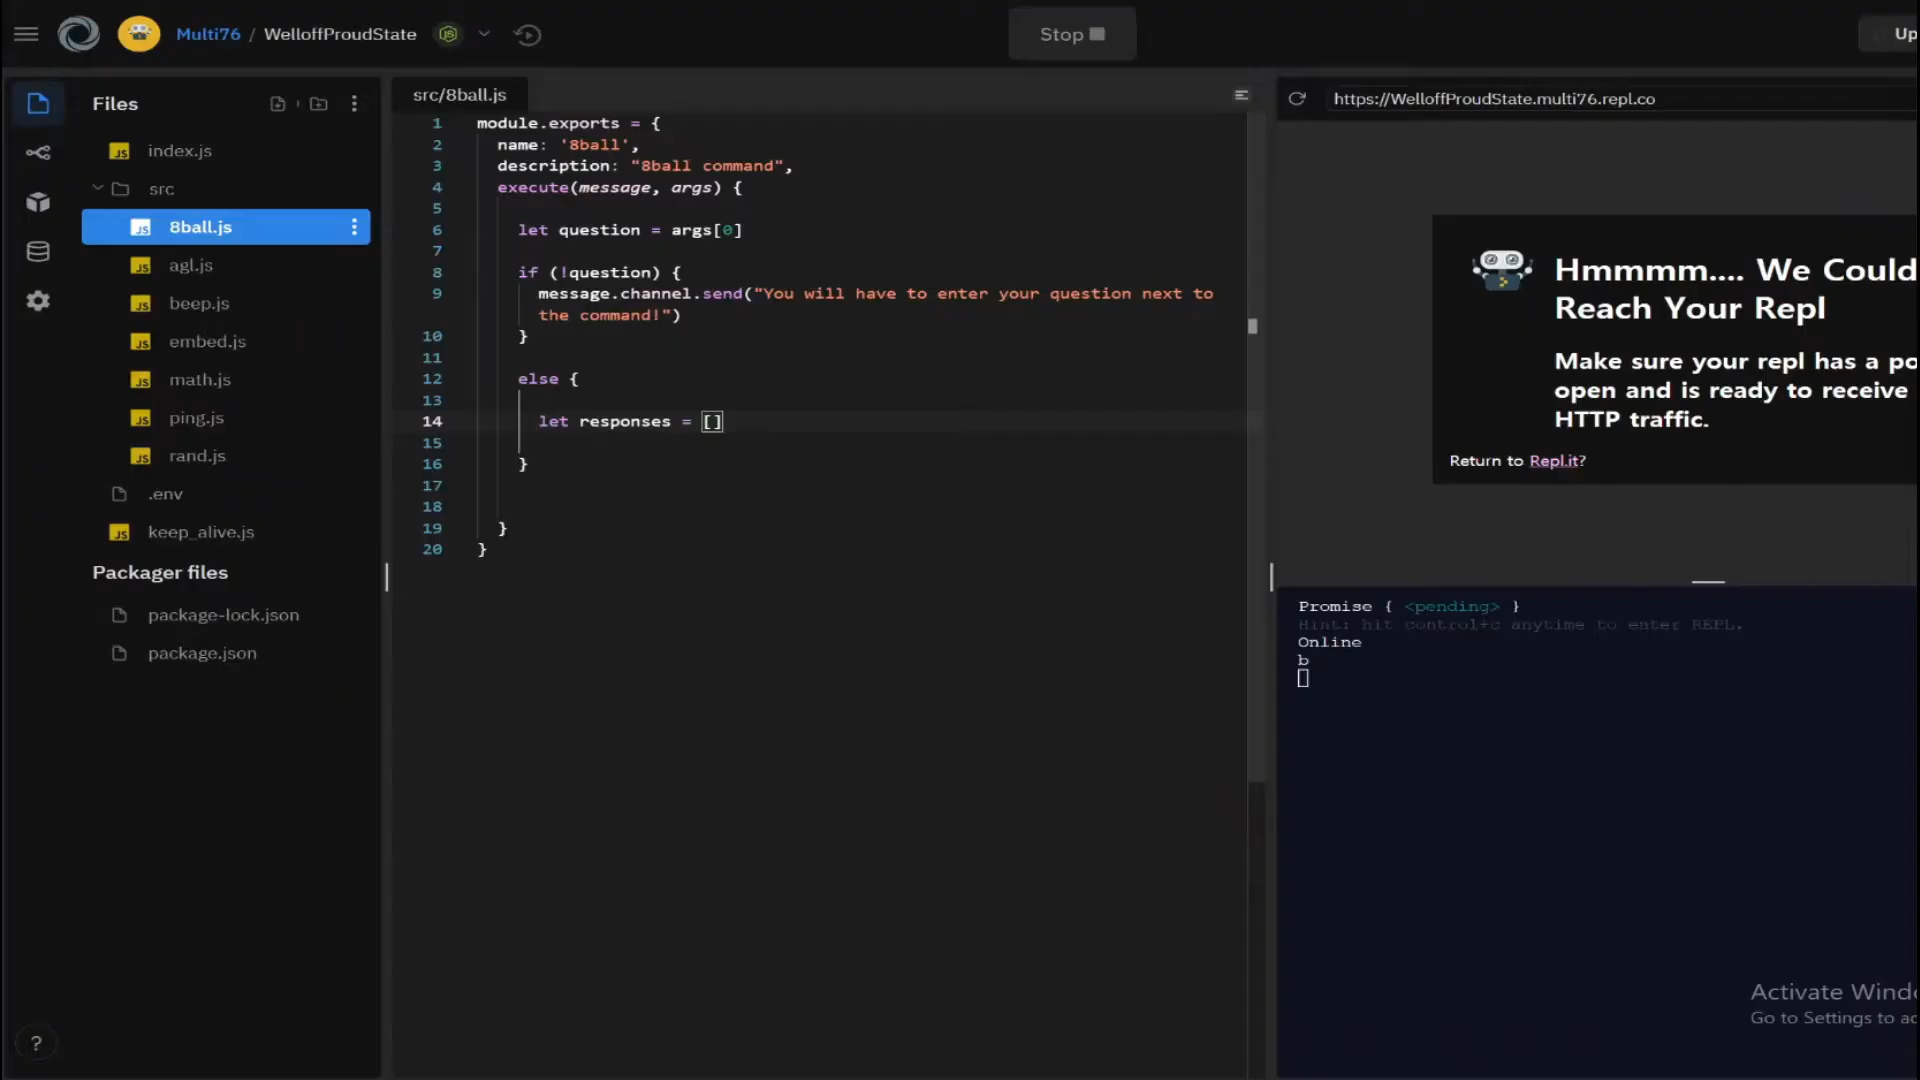 Multi76 / WelloffProudState
Stop
Up
Files
index.js
src
8ball.js
agl.js
beep.js
embed.js
math.js
ping.js
rand.js
.env
keep_alive.js
Packager files
package-lock.json
package.json
?
src/8ball.js
1 module.exports = {
2 name: '8ball',
3 description: "8ball command",
4 execute(message, args) {
5
6 let question = args[0]
7
8 if (!question) {
9 message.channel.send("You will have to enter your question next to
the command!")
10 }
11
12 else {
13
14 let responses = []
15
16 }
17
18
19 }
20 }
https://WelloffProudState.multi76.repl.co
Hmmmm.... We Could
Reach Your Repl
Make sure your repl has a po
open and is ready to receive
HTTP traffic.
Return to Repl.it?
Promise { <pending> }
Hint: hit control+c anytime to enter REPL.
Online
b
Activate Wind
Go to Settings to ac